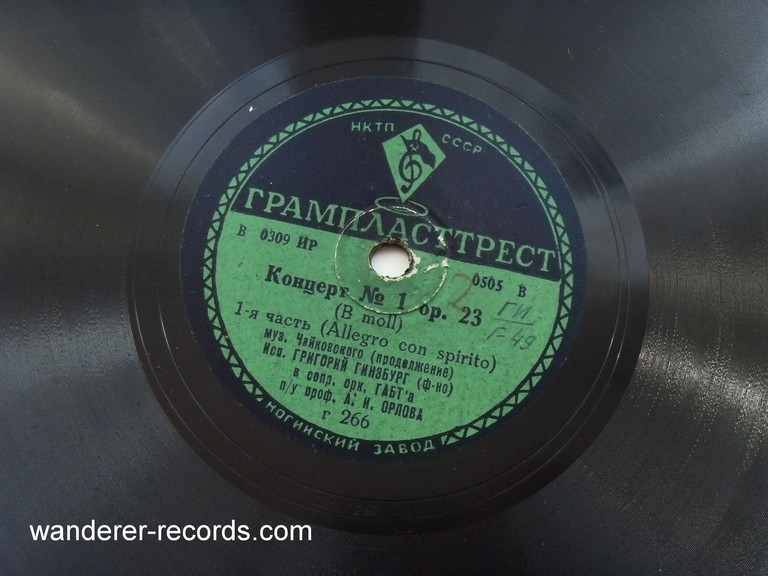 НКТП СССР
ГРАМПЛАСТТРЕСТ
В 0309 ИР
0505 В
2
ГИ
Г-49
Концерт № 1 ор. 23
(B moll)
1-я часть (Allegro con spirito)
муз. Чайковского (продолжение)
Исп. ГРИГОРИЙ ГИНЗБУРГ (ф-но)
в сопр. орк. ГАБТ'а
п/у проф. А. И. ОРЛОВА
г 266
НОГИНСКИЙ ЗАВОД
wanderer-records.com